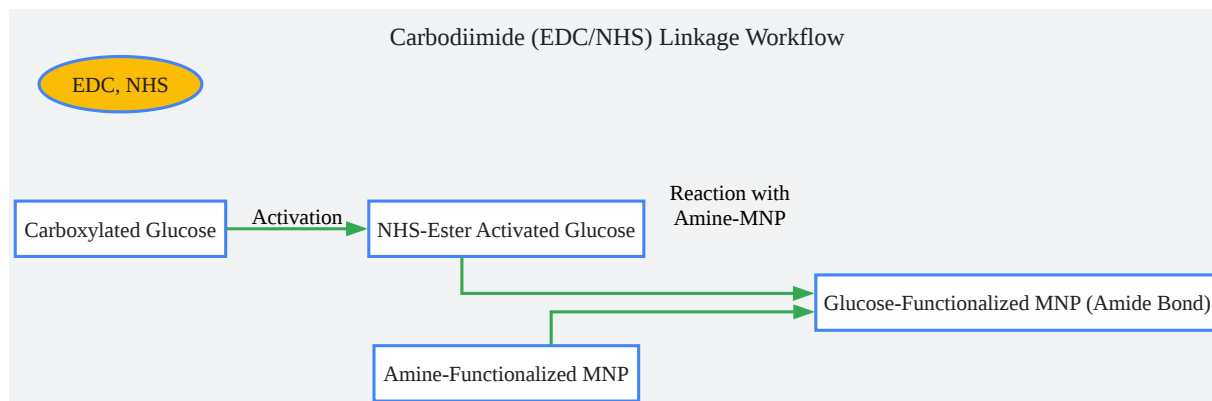 Carbodiimide (EDC/NHS) Linkage Workflow
EDC, NHS
Carboxylated Glucose
Activation
NHS-Ester Activated Glucose
Reaction with
Amine-MNP
Glucose-Functionalized MNP (Amide Bond)
Amine-Functionalized MNP